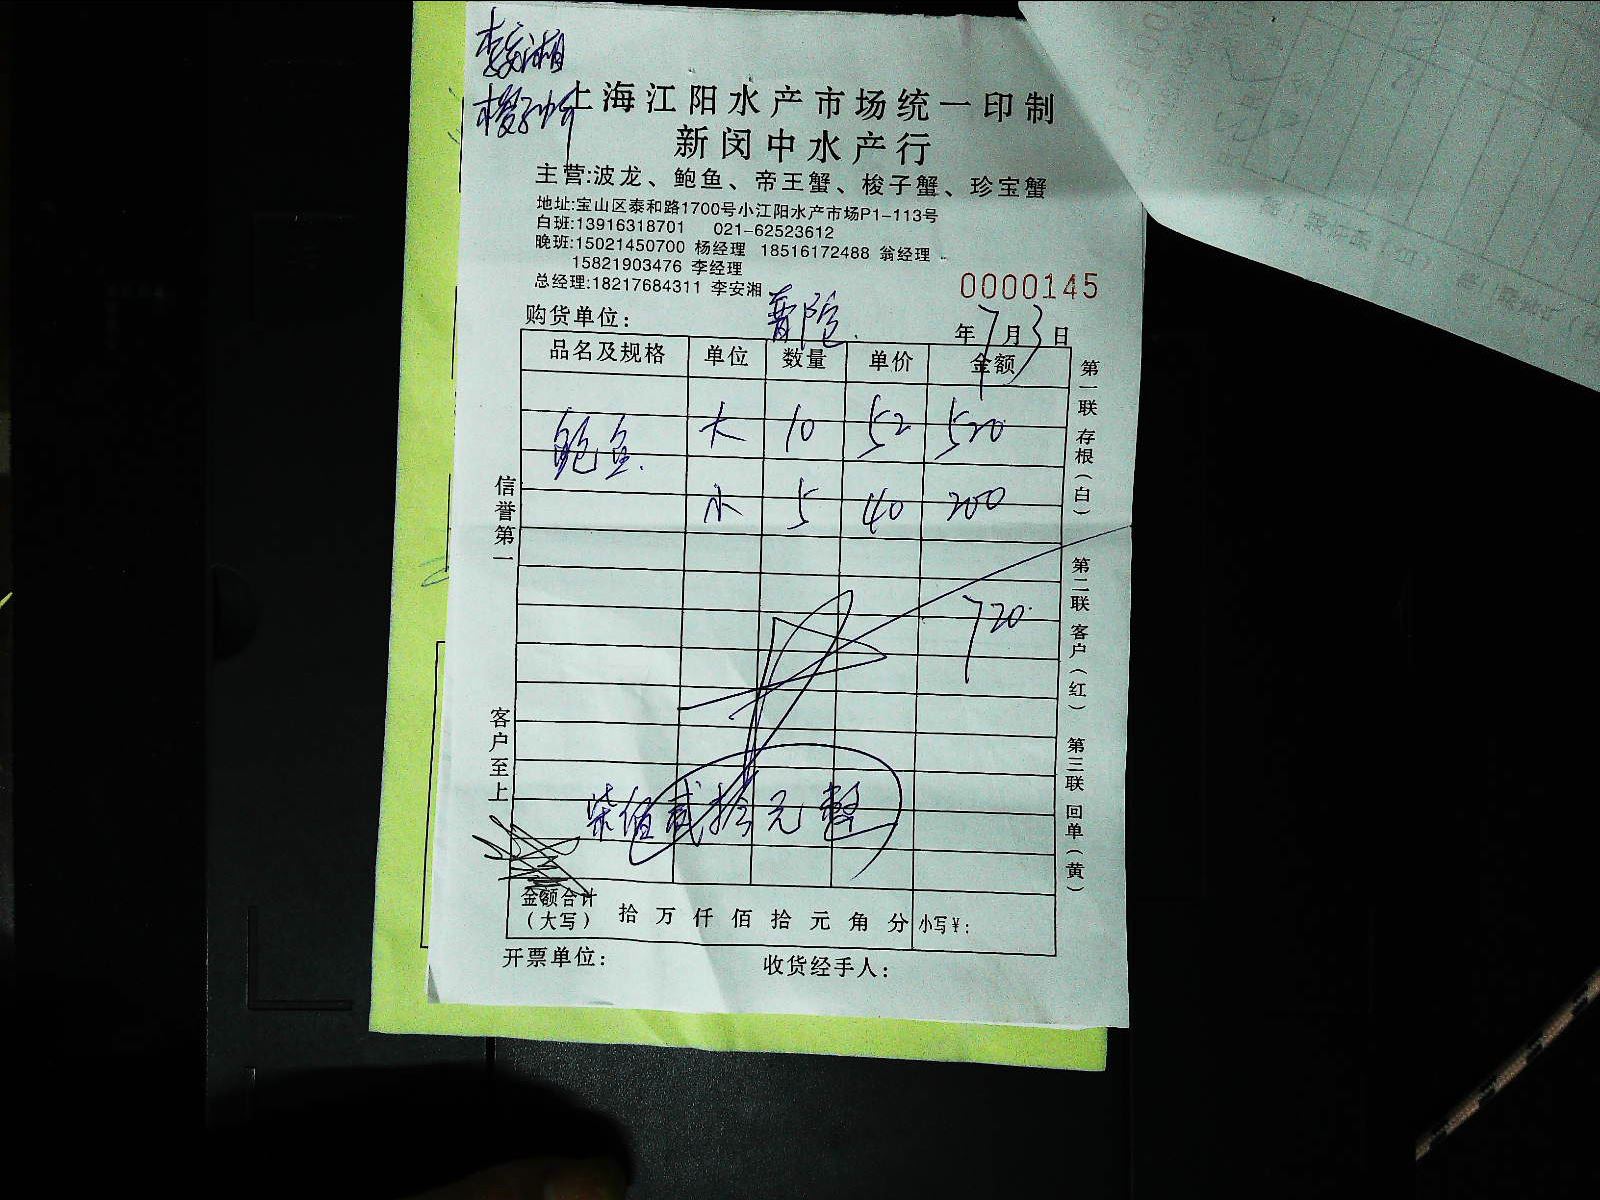 李安湘
上海江阳水产市场统一印制
新闵中水产行
主营:波龙、鲍鱼、帝王蟹、梭子蟹、珍宝蟹
地址:宝山区泰和路1700号小江阳水产市场P1-113号
白班:13916318701 021-62523612
晚班:15021450700 杨经理 18516172488 翁经理
15821903476 李经理
总经理:18217684311 李安湘
0000145
购货单位: 普陀
年7月3日
品名及规格 单位 数量 单价 金额
鲍鱼 大 10 52 520
小 5 40 200
720
柒佰贰拾元整
金额合计
(大写) 拾 万 仟 佰 拾 元 角 分 小写¥:
开票单位: 收货经手人:
信誉第一
客户至上
第一联 存根(白)
第二联 客户(红)
第三联 回单(黄)